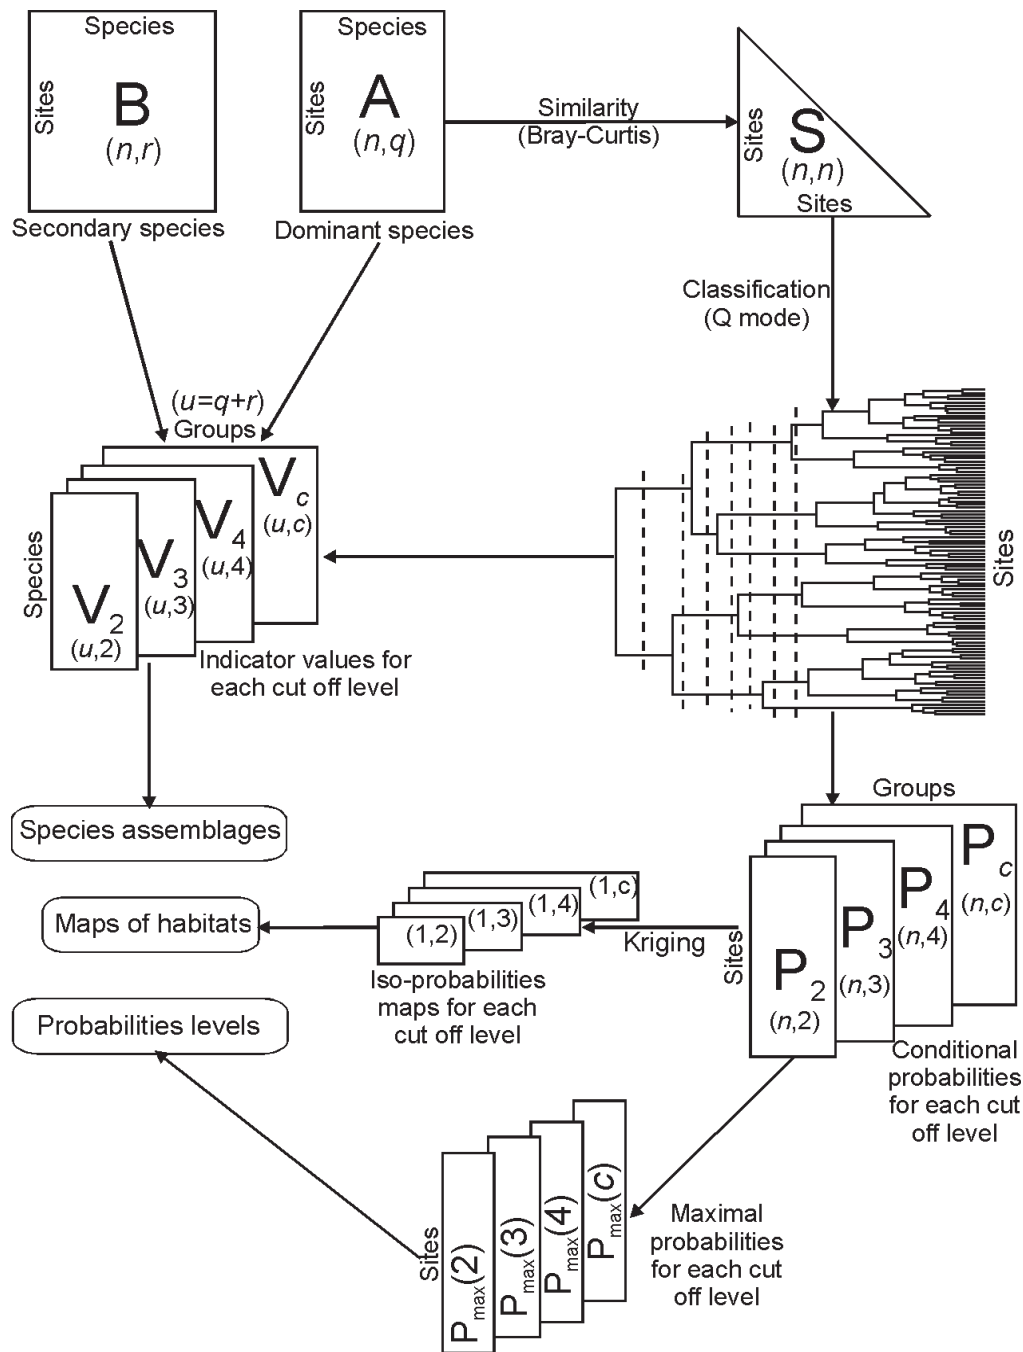 Species
Sites
B
(n,r)
Secondary species
Species
Sites
A
(n,q)
Dominant species
Similarity
(Bray-Curtis)
Sites
S
(n,n)
Sites
Classification
(Q mode)
(u=q+r)
Groups
Species
V2
(u,2)
V3
(u,3)
V4
(u,4)
Vc
(u,c)
Indicator values for
each cut off level
Sites
Species assemblages
Maps of habitats
Probabilities levels
(1,2)
(1,3)
(1,4)
(1,c)
Iso-probabilities
maps for each
cut off level
Kriging
Groups
Sites
P2
(n,2)
P3
(n,3)
P4
(n,4)
Pc
(n,c)
Conditional
probabilities
for each cut
off level
Sites
Pmax(2)
Pmax(3)
Pmax(4)
Pmax(c)
Maximal
probabilities
for each cut
off level